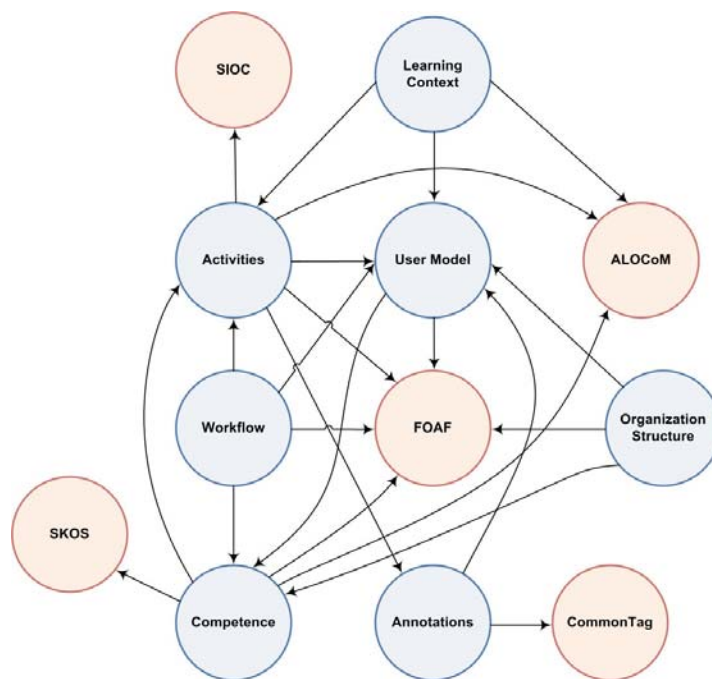 SIOC
Learning
Context
Activities
User Model
ALOCoM
Workflow
FOAF
Organization
Structure
SKOS
Competence
Annotations
CommonTag